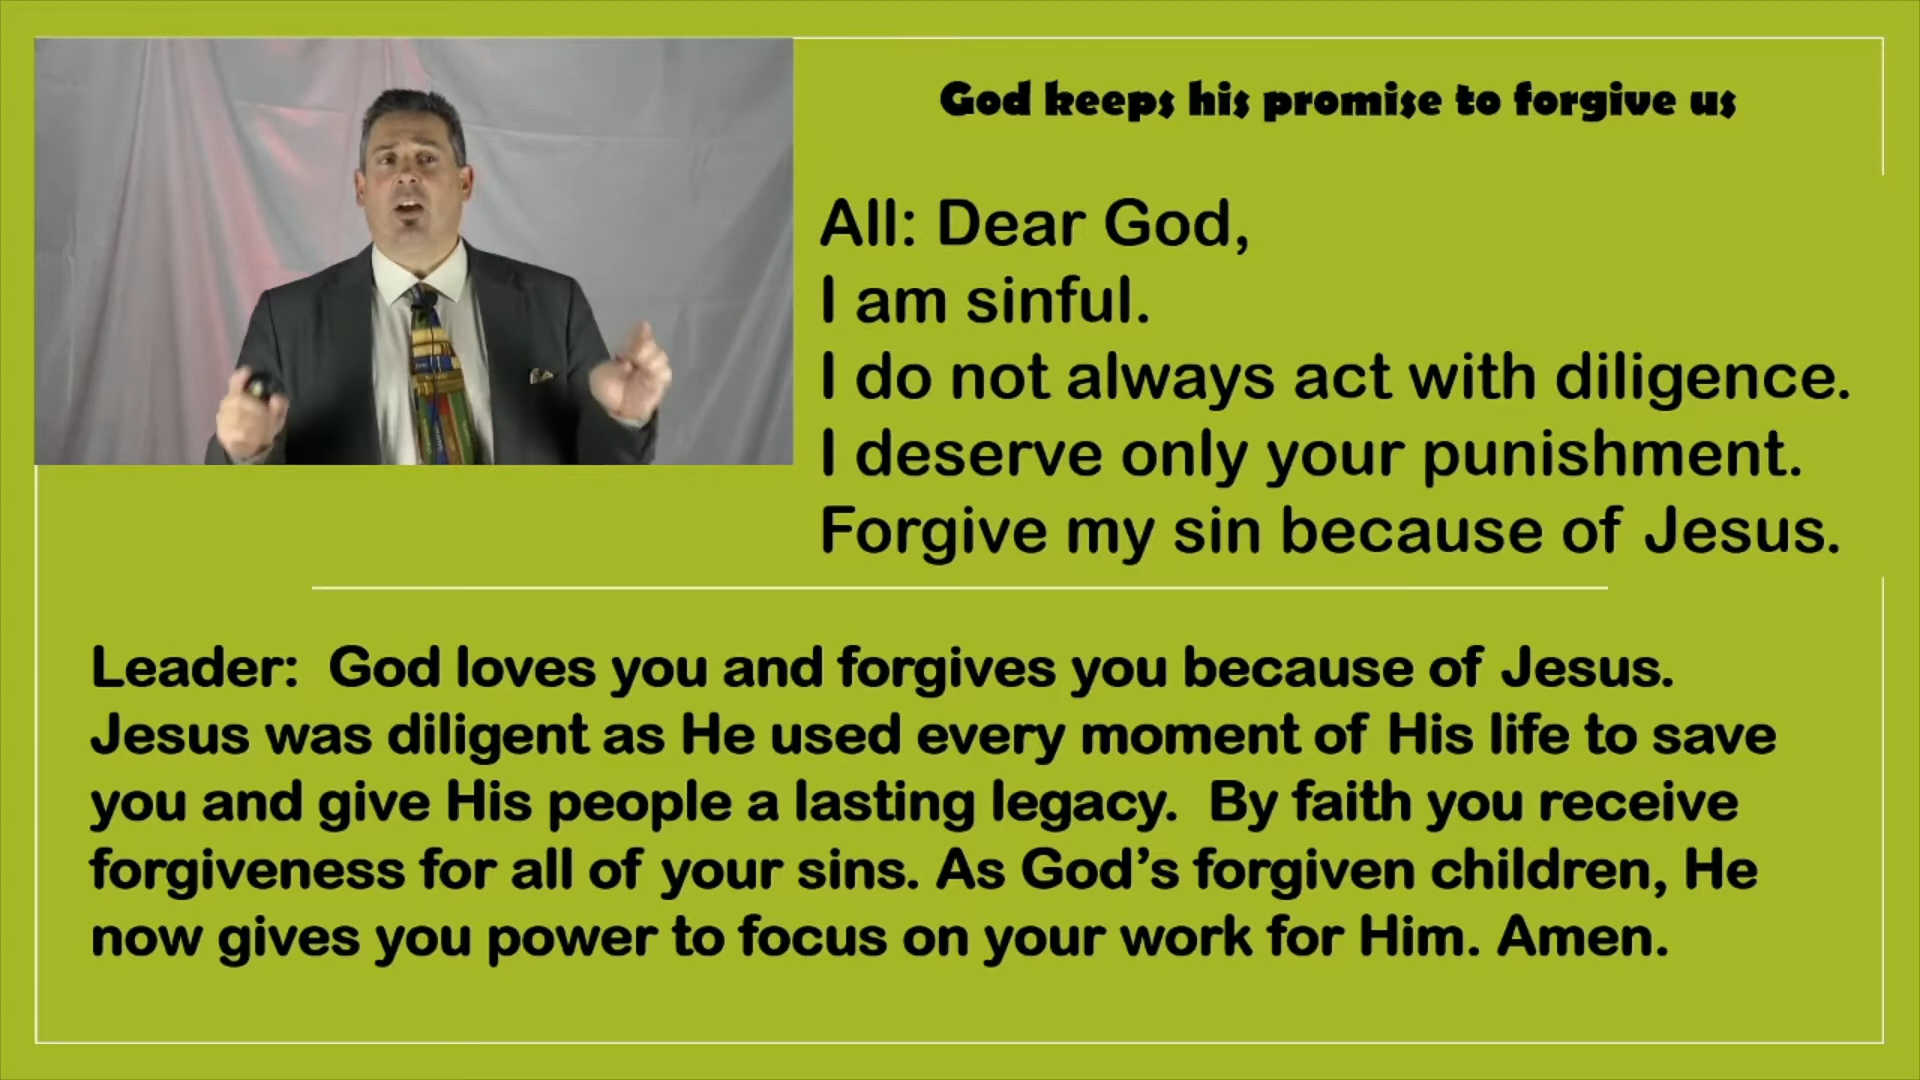 God keeps his promise to forgive us
All: Dear God,
I am sinful.
I do not always act with diligence.
I deserve only your punishment.
Forgive my sin because of Jesus.
Leader:  God loves you and forgives you because of Jesus.
Jesus was diligent as He used every moment of His life to save
you and give His people a lasting legacy.  By faith you receive
forgiveness for all of your sins. As God’s forgiven children, He
now gives you power to focus on your work for Him. Amen.